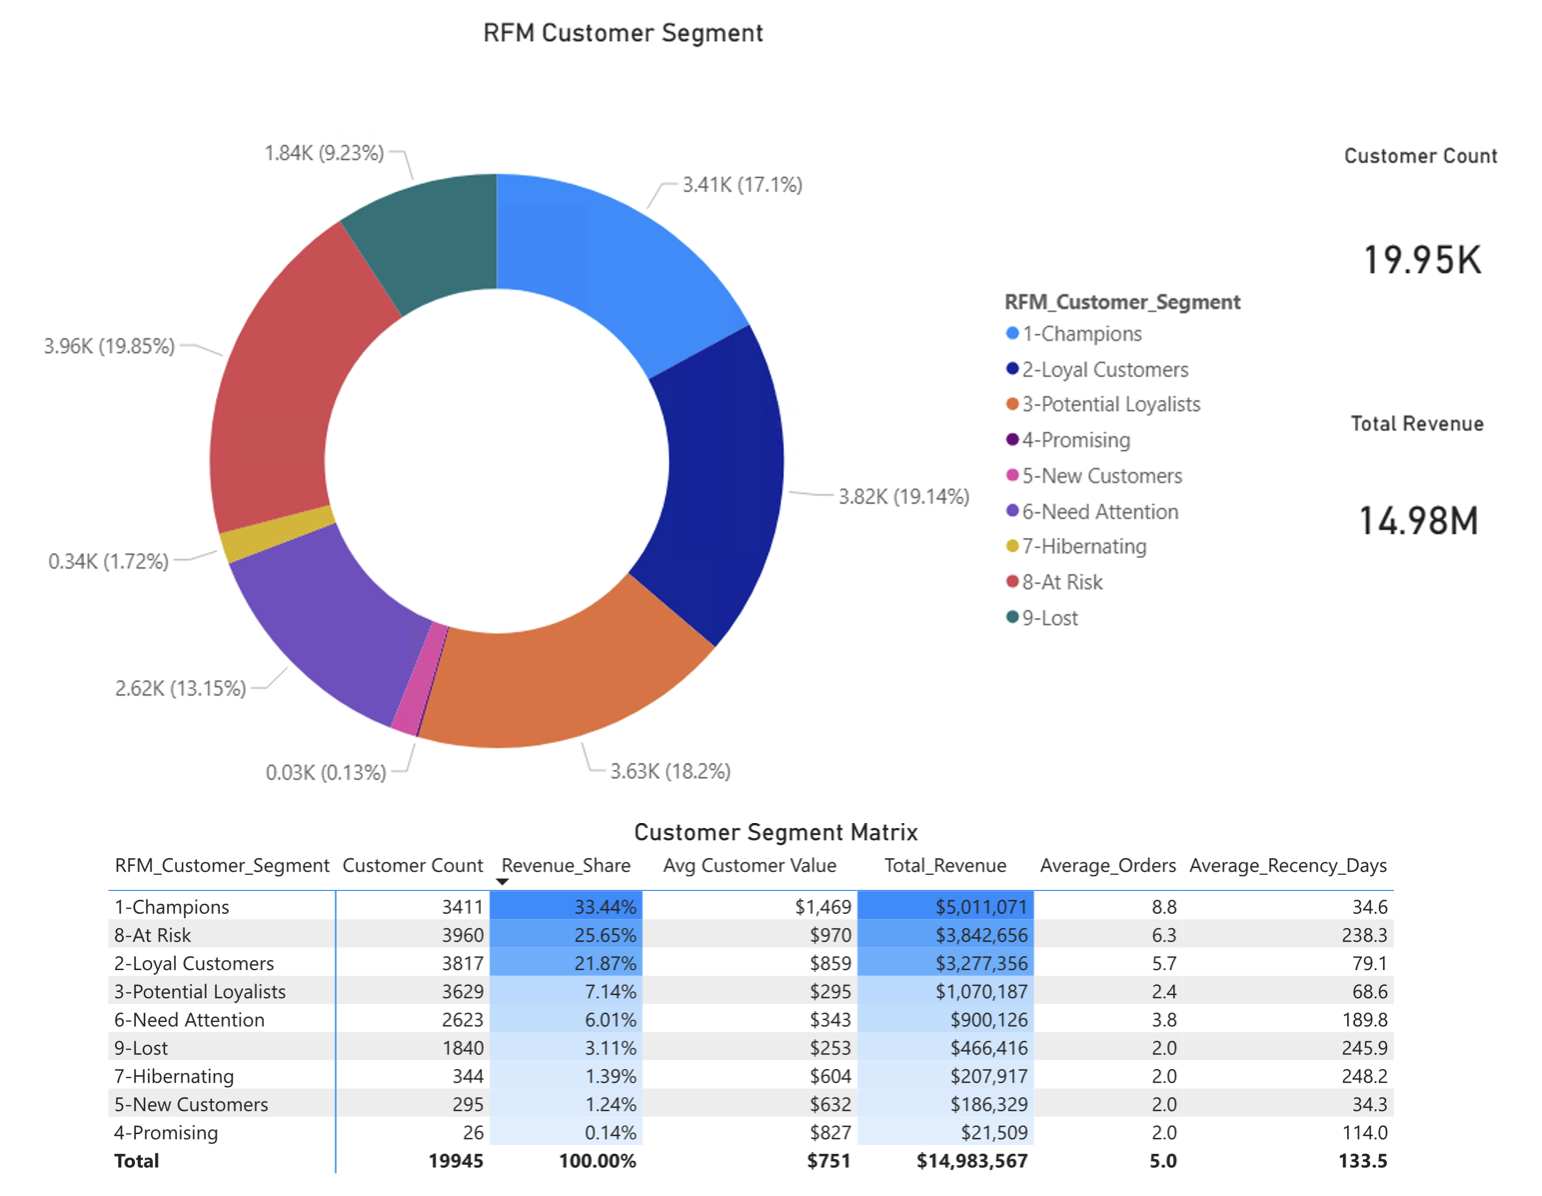 RFM Customer Segment
1.84K (9.23%)
3.41K (17.1%)
3.96K (19.85%)
3.82K (19.14%)
0.34K (1.72%)
2.62K (13.15%)
0.03K (0.13%)
3.63K (18.2%)
RFM_Customer_Segment
1-Champions
2-Loyal Customers
3-Potential Loyalists
4-Promising
5-New Customers
6-Need Attention
7-Hibernating
8-At Risk
9-Lost
Customer Count
19.95K
Total Revenue
14.98M
Customer Segment Matrix
RFM_Customer_Segment Customer Count Revenue_Share Avg Customer Value Total_Revenue Average_Orders Average_Recency_Days
1-Champions 3411 33.44% $1,469 $5,011,071 8.8 34.6
8-At Risk 3960 25.65% $970 $3,842,656 6.3 238.3
2-Loyal Customers 3817 21.87% $859 $3,277,356 5.7 79.1
3-Potential Loyalists 3629 7.14% $295 $1,070,187 2.4 68.6
6-Need Attention 2623 6.01% $343 $900,126 3.8 189.8
9-Lost 1840 3.11% $253 $466,416 2.0 245.9
7-Hibernating 344 1.39% $604 $207,917 2.0 248.2
5-New Customers 295 1.24% $632 $186,329 2.0 34.3
4-Promising 26 0.14% $827 $21,509 2.0 114.0
Total 19945 100.00% $751 $14,983,567 5.0 133.5